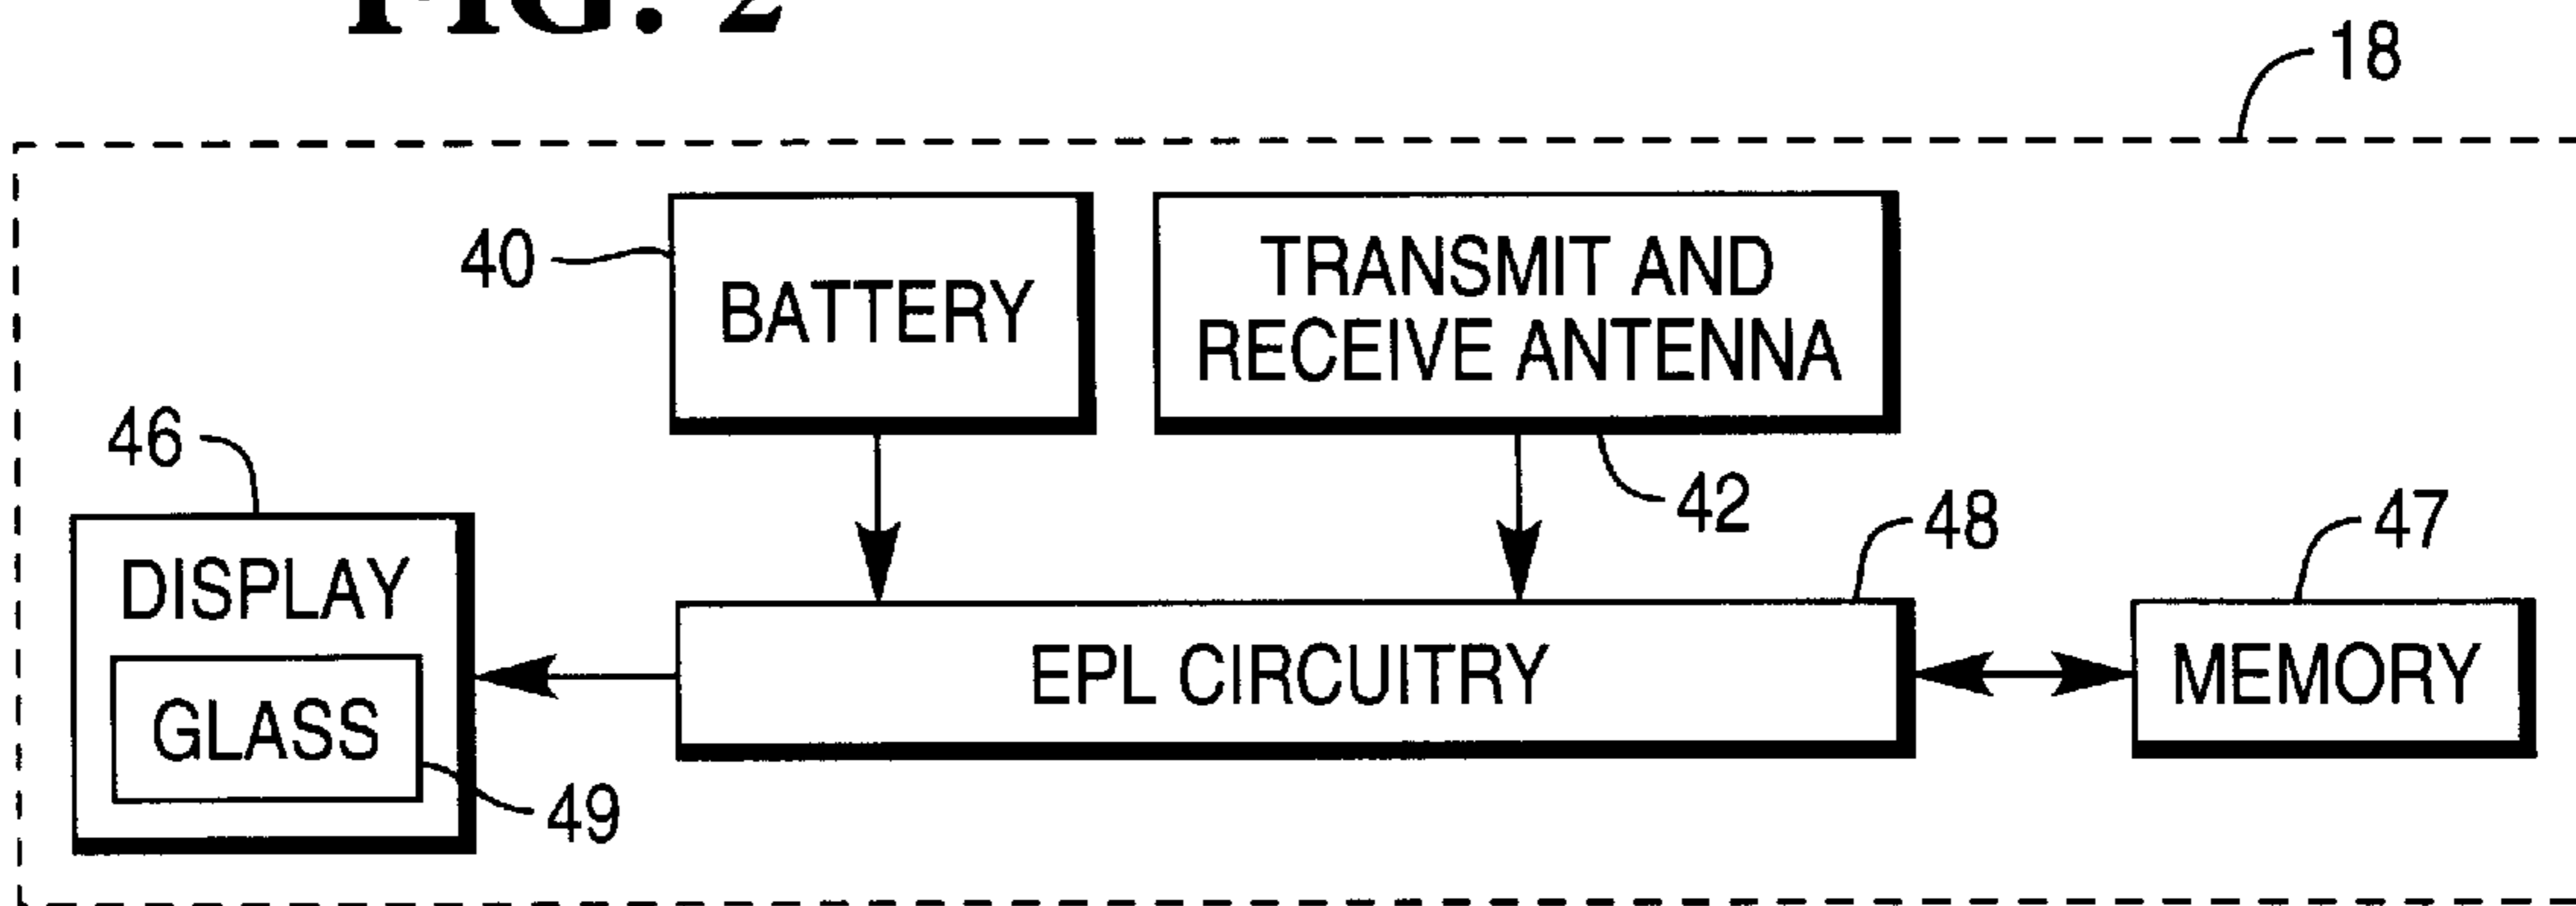 FIG. 2
18
40
BATTERY
TRANSMIT AND
RECEIVE ANTENNA
46
42
48
47
DISPLAY
GLASS
EPL CIRCUITRY
MEMORY
49